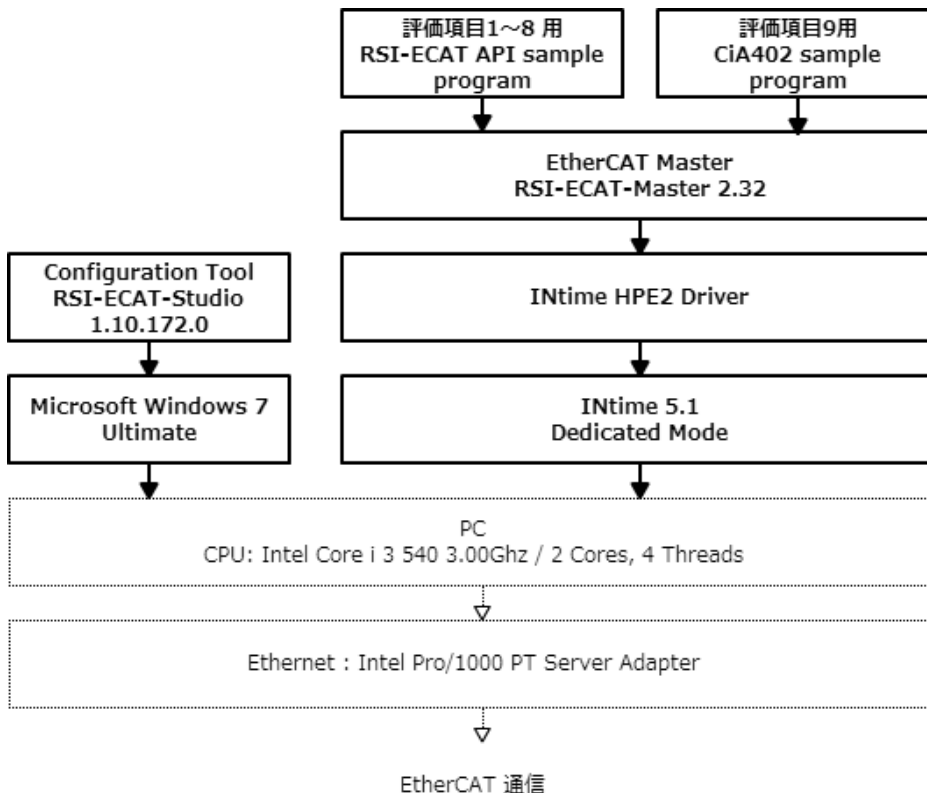 評価項目1～8 用
RSI-ECAT API sample
program
評価項目9用
CiA402 sample
program
EtherCAT Master
RSI-ECAT-Master 2.32
Configuration Tool
RSI-ECAT-Studio
1.10.172.0
INtime HPE2 Driver
Microsoft Windows 7
Ultimate
INtime 5.1
Dedicated Mode
PC
CPU: Intel Core i 3 540 3.00Ghz / 2 Cores, 4 Threads
Ethernet : Intel Pro/1000 PT Server Adapter
EtherCAT 通信